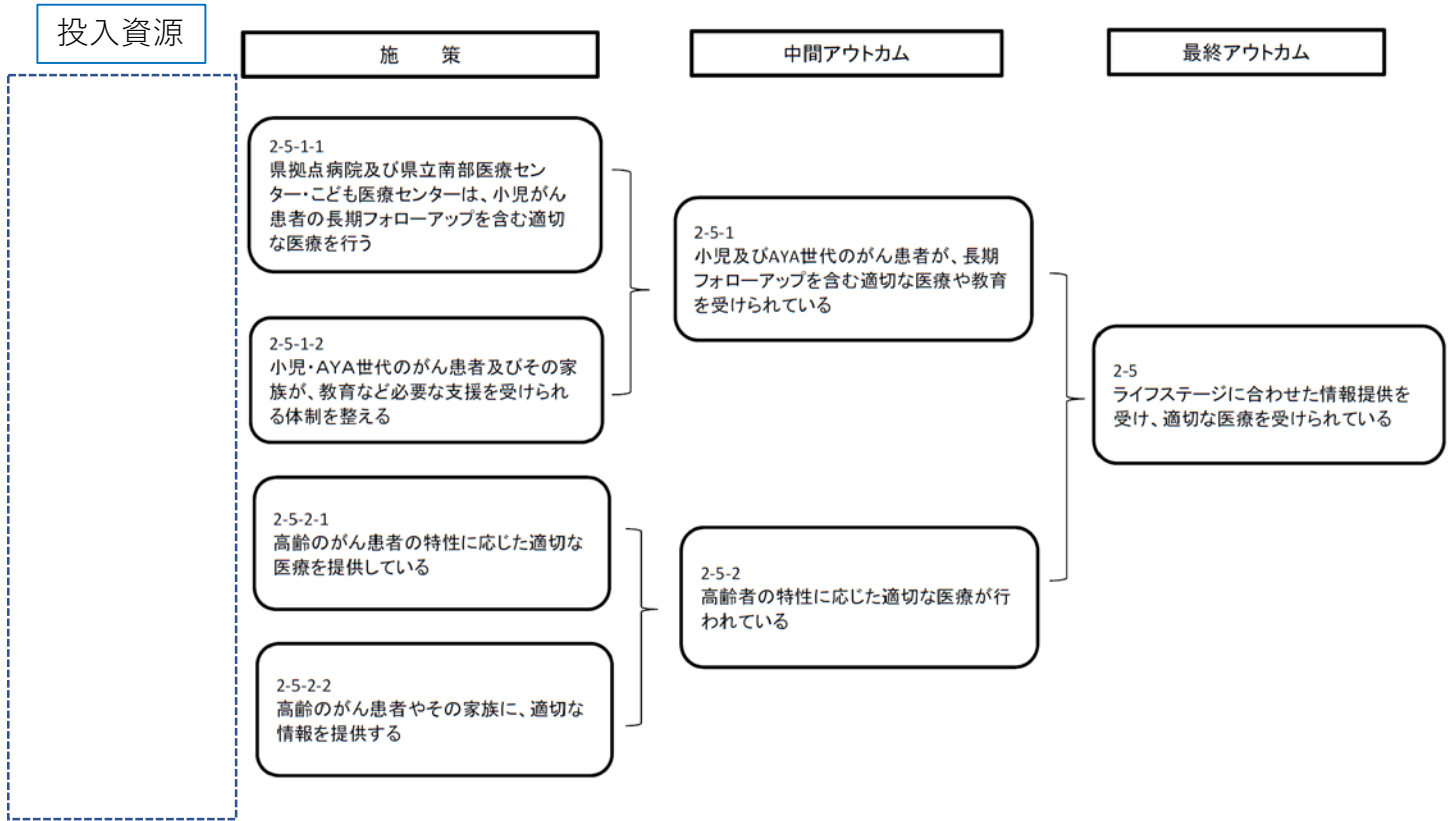 投入資源
施　策
中間アウトカム
最終アウトカム
2-5-1-1
県拠点病院及び県立南部医療セン
ター・こども医療センターは、小児がん
患者の長期フォローアップを含む適切
な医療を行う
2-5-1-2
小児・AYA世代のがん患者及びその家
族が、教育など必要な支援を受けられ
る体制を整える
2-5-2-1
高齢のがん患者の特性に応じた適切な
医療を提供している
2-5-2-2
高齢のがん患者やその家族に、適切な
情報を提供する
2-5-1
小児及びAYA世代のがん患者が、長期
フォローアップを含む適切な医療や教育
を受けられている
2-5-2
高齢者の特性に応じた適切な医療が行
われている
2-5
ライフステージに合わせた情報提供を
受け、適切な医療を受けられている